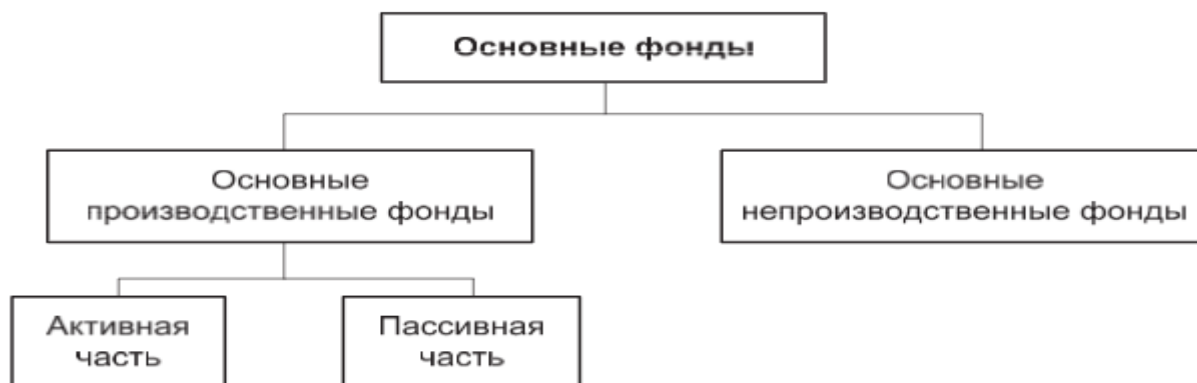 Основные фонды
Основные
производственные фонды
Основные
непроизводственные фонды
Активная
часть
Пассивная
часть